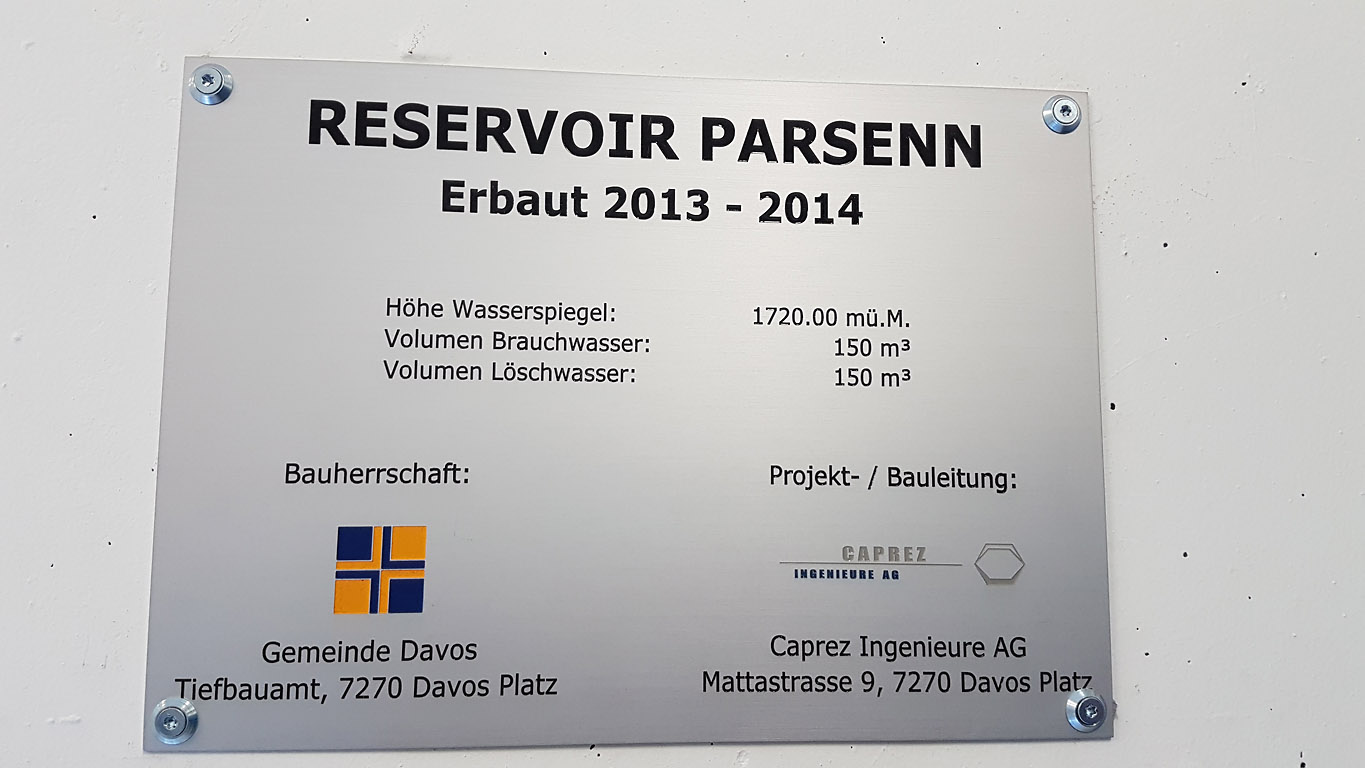 RESERVOIR PARSENN
Erbaut 2013 - 2014
Höhe Wasserspiegel: 1720.00 mü.M.
Volumen Brauchwasser: 150 m³
Volumen Löschwasser: 150 m³
Bauherrschaft:
Gemeinde Davos
Tiefbauamt, 7270 Davos Platz
Projekt- / Bauleitung:
CAPREZ
INGENIEURE AG
Caprez Ingenieure AG
Mattastrasse 9, 7270 Davos Platz